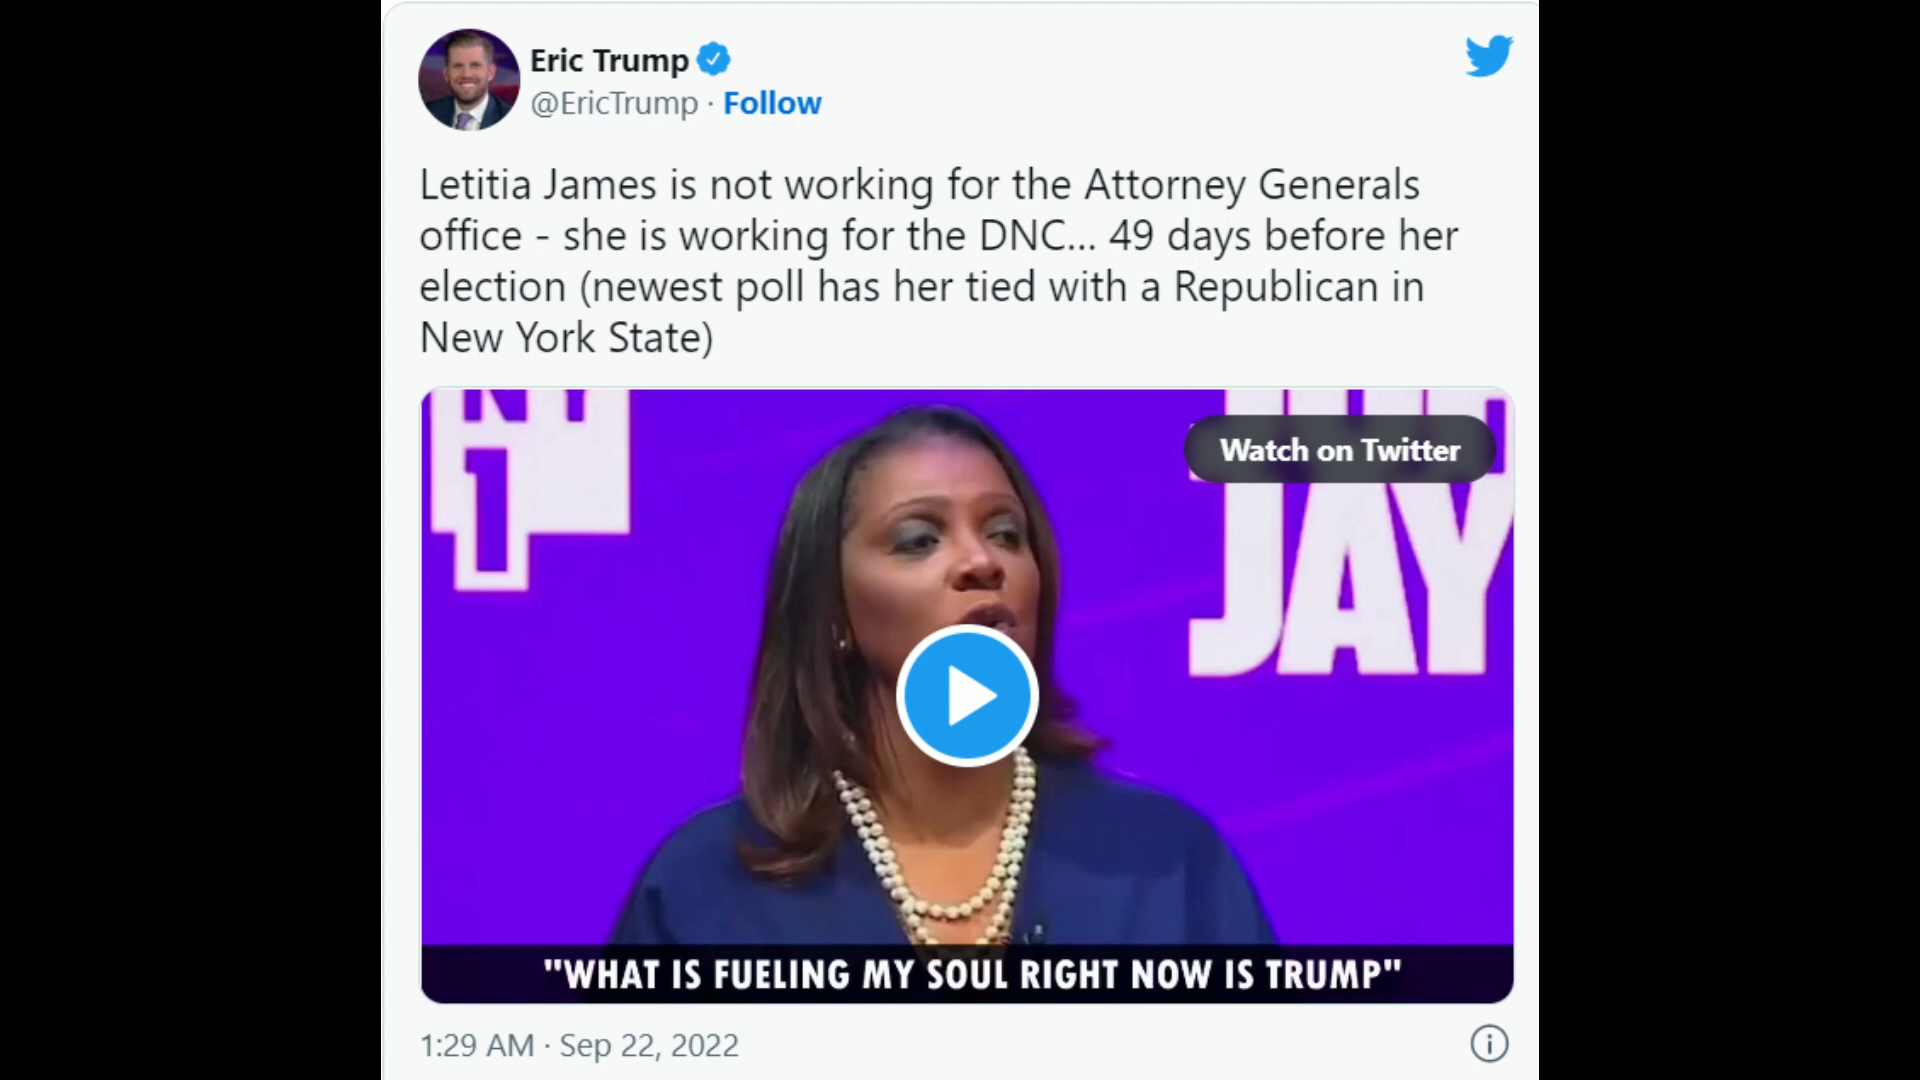 Eric Trump
@EricTrump · Follow
Letitia James is not working for the Attorney Generals
office - she is working for the DNC... 49 days before her
election (newest poll has her tied with a Republican in
New York State)
NY
1
JAY
Watch on Twitter
"WHAT IS FUELING MY SOUL RIGHT NOW IS TRUMP"
1:29 AM · Sep 22, 2022